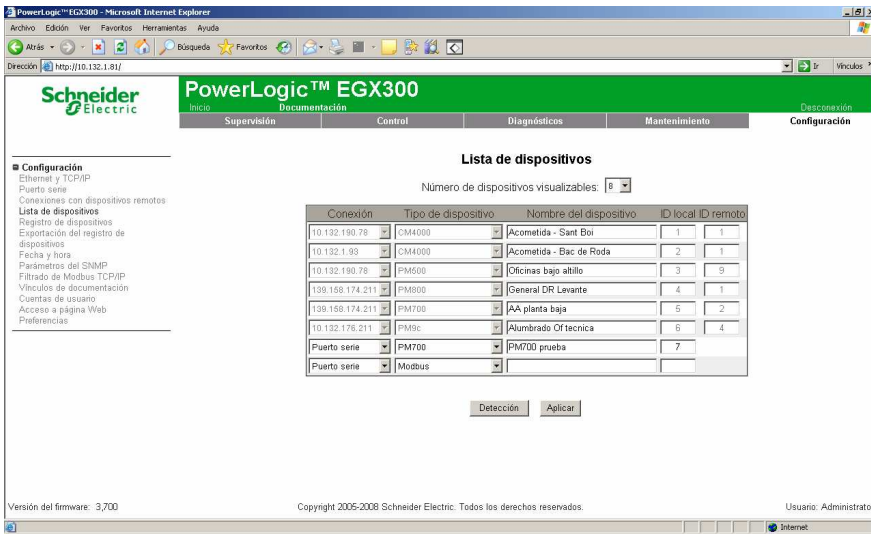 PowerLogic™ EGX300 - Microsoft Internet Explorer
Archivo Edición Ver Favoritos Herramientas Ayuda
Atrás Búsqueda Favoritos
Dirección http://10.132.1.81/ Ir Vínculos »
Schneider Electric
PowerLogic™ EGX300
Inicio Documentación Desconexión
Supervisión Control Diagnósticos Mantenimiento Configuración
Configuración
Ethernet y TCP/IP
Puerto serie
Conexiones con dispositivos remotos
Lista de dispositivos
Registro de dispositivos
Exportación del registro de
dispositivos
Fecha y hora
Parámetros del SNMP
Filtrado de Modbus TCP/IP
Vínculos de documentación
Cuentas de usuario
Acceso a página Web
Preferencias
Lista de dispositivos
Número de dispositivos visualizables: 8
Conexión Tipo de dispositivo Nombre del dispositivo ID local ID remoto
10.132.190.78 CM4000 Acometida - Sant Boi 1 1
10.132.1.93 CM4000 Acometida - Bac de Roda 2 1
10.132.190.78 PM500 Oficinas bajo altillo 3 9
139.158.174.211 PM800 General DR Levante 4 1
139.158.174.211 PM700 AA planta baja 5 2
10.132.176.211 PM9c Alumbrado Of tecnica 6 4
Puerto serie PM700 PM700 prueba 7
Puerto serie Modbus
Detección Aplicar
Versión del firmware: 3,700 Copyright 2005-2008 Schneider Electric. Todos los derechos reservados. Usuario: Administrato
Internet